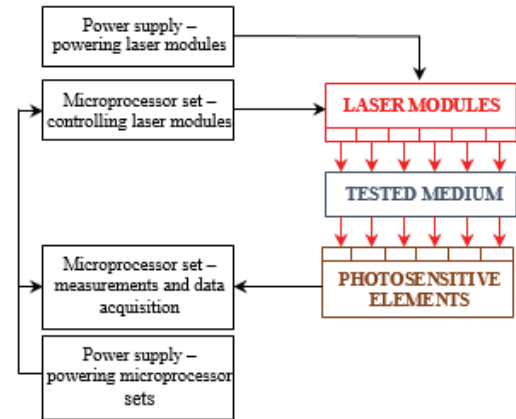 Power supply –
powering laser modules
Microprocessor set –
controlling laser modules
LASER MODULES
TESTED MEDIUM
PHOTOSENSITIVE
ELEMENTS
Microprocessor set –
measurements and data
acquisition
Power supply –
powering microprocessor
sets